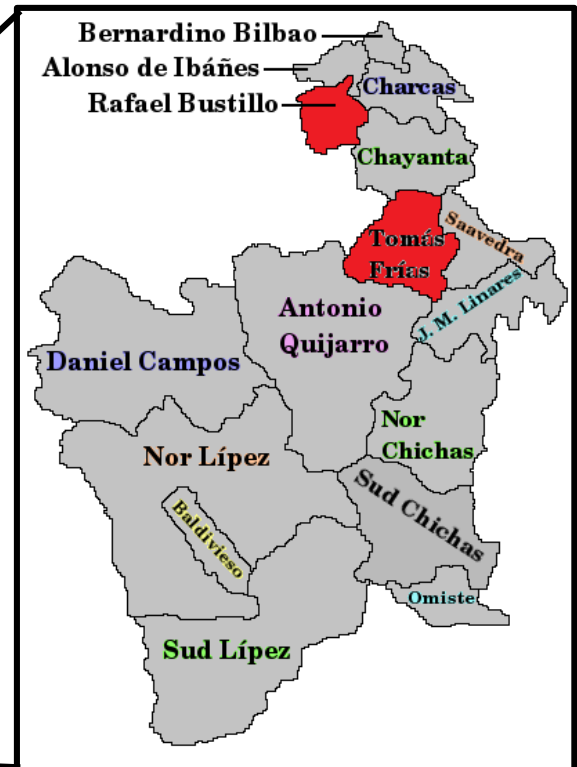 Bernardino Bilbao
Alonso de Ibáñes
Charcas
Rafael Bustillo
Chayanta
Saavedra
Tomás
Frías
J. M. Linares
Antonio
Quijarro
Daniel Campos
Nor
Chichas
Nor Lípez
Sud Chichas
Baldivieso
Omiste
Sud Lípez